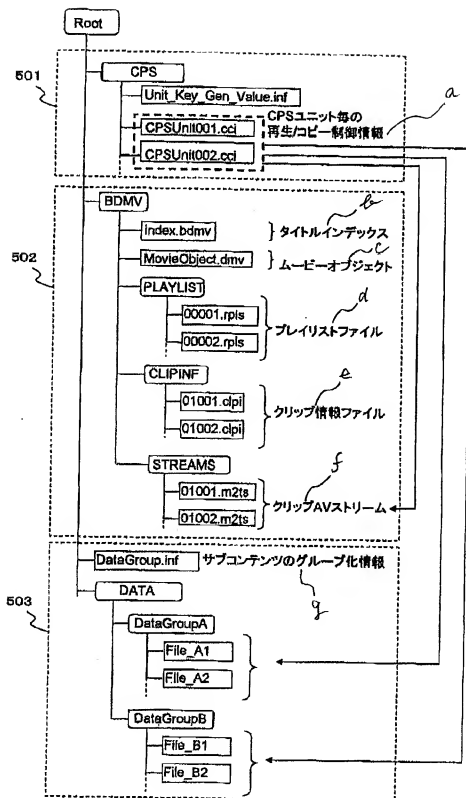 Root
501
CPS
Unit_Key_Gen_Value.inf
CPSUnit001.cci
CPSUnit002.cci
CPSユニット毎の
再生/コピー制御情報
a
BDMV
502
index.bdmv
タイトルインデックス
b
MovieObject.dmv
ムービーオブジェクト
c
PLAYLIST
00001.rpls
00002.rpls
プレイリストファイル
d
CLIPINF
01001.clpi
01002.clpi
クリップ情報ファイル
e
STREAMS
01001.m2ts
01002.m2ts
クリップAVストリーム
f
DataGroup.inf
サブコンテンツのグループ化情報
g
503
DATA
DataGroupA
File_A1
File_A2
DataGroupB
File_B1
File_B2